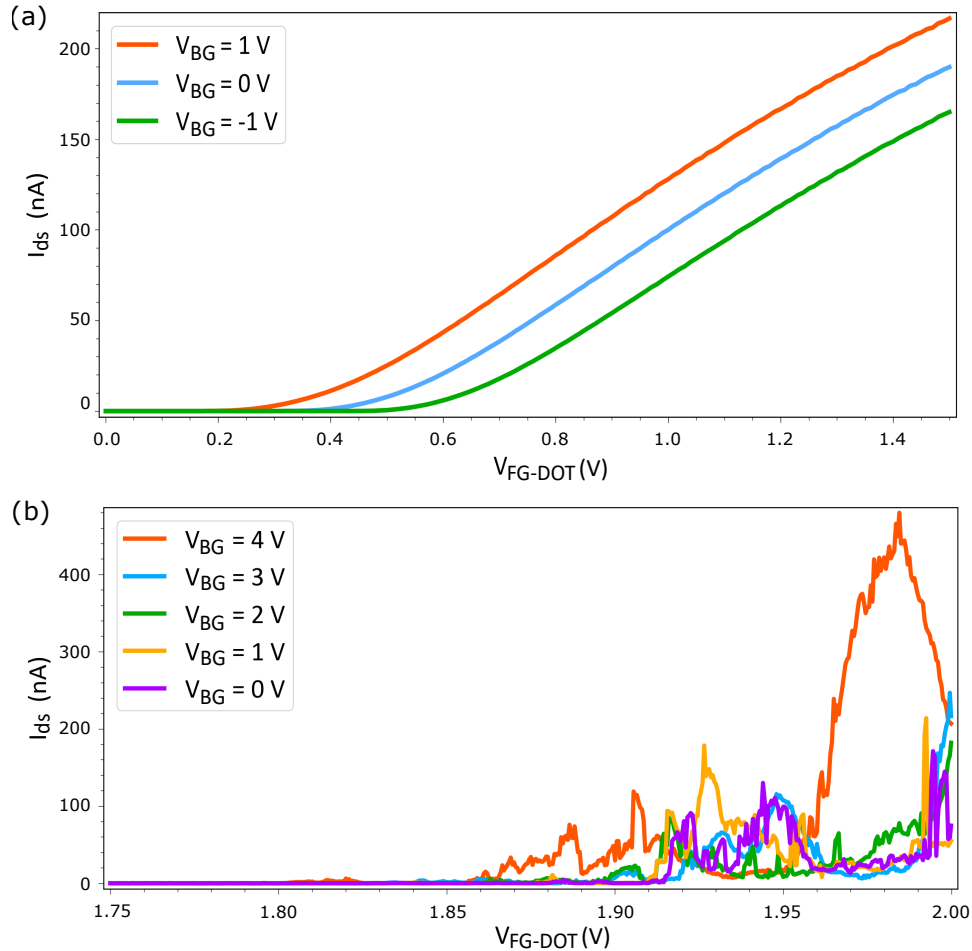 (a)
V_BG = 1 V
V_BG = 0 V
V_BG = -1 V
200
150
100
50
0
I_ds (nA)
0.0 0.2 0.4 0.6 0.8 1.0 1.2 1.4
V_FG-DOT (V)
(b)
V_BG = 4 V
V_BG = 3 V
V_BG = 2 V
V_BG = 1 V
V_BG = 0 V
400
300
200
100
0
I_ds (nA)
1.75 1.80 1.85 1.90 1.95 2.00
V_FG-DOT (V)